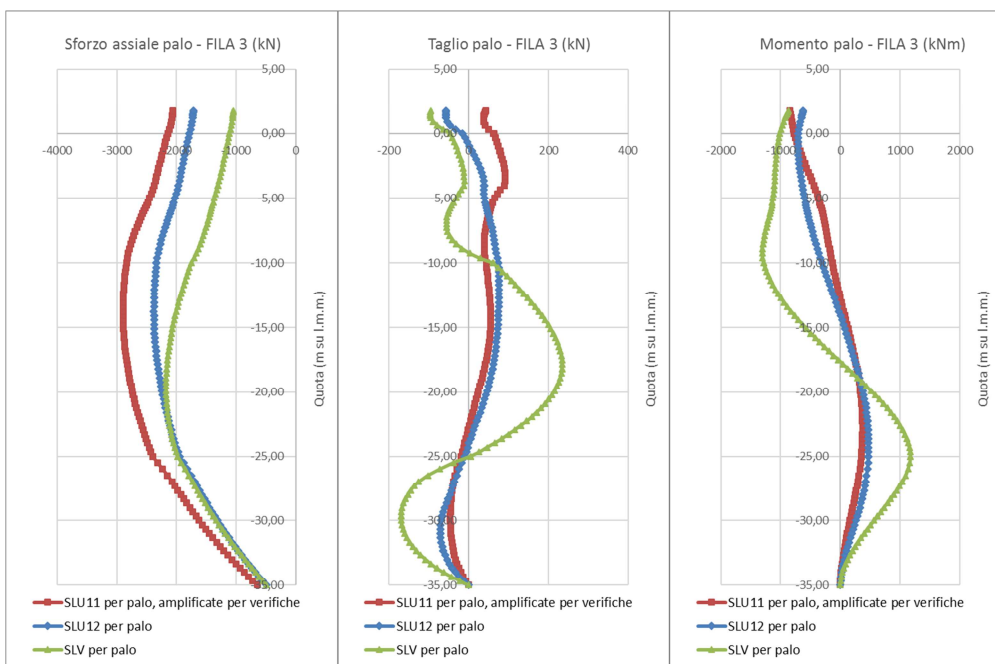 Sforzo assiale palo - FILA 3 (kN)
5,00
0,00
-4000 -3000 -2000 -1000 0
-5,00
-10,00
-15,00
-20,00
-25,00
-30,00
Quota (m su l.m.m.)
SLU11 per palo, amplificate per verifiche
SLU12 per palo
SLV per palo
Taglio palo - FILA 3 (kN)
5,00
0,00
-200 0 200 400
-10,00
-15,00
-20,00
-25,00
-30,00
-35,00
Quota (m su l.m.m.)
SLU11 per palo, amplificate per verifiche
SLU12 per palo
SLV per palo
Momento palo - FILA 3 (kNm)
5,00
0,00
-2000 -1000 0 1000 2000
-5,00
-10,00
-15,00
-20,00
-25,00
-30,00
-35,00
Quota (m su l.m.m.)
SLU11 per palo, amplificate per verifiche
SLU12 per palo
SLV per palo